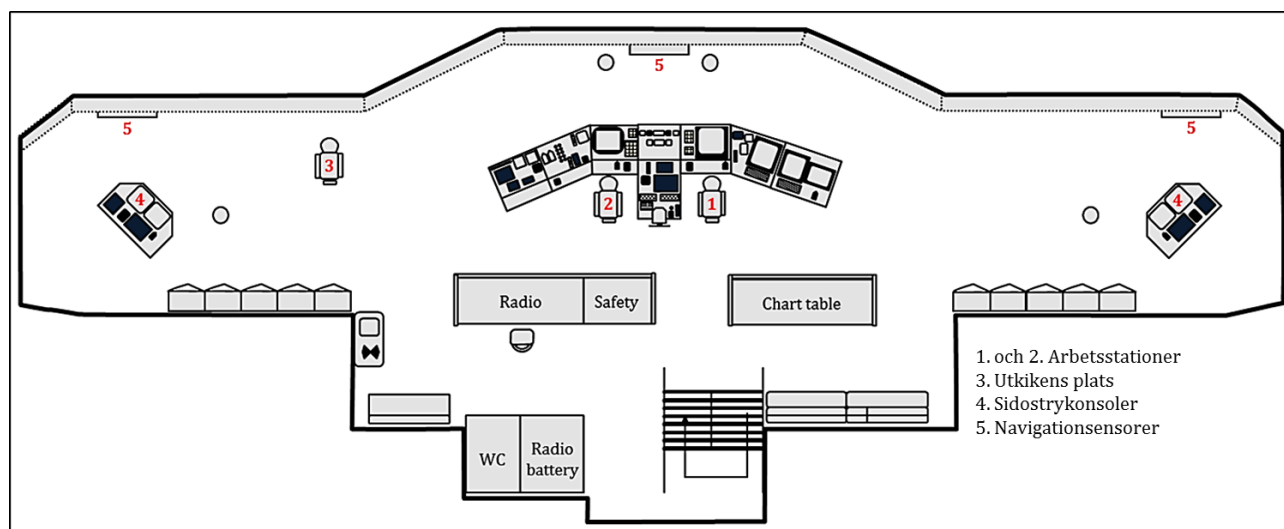 5
5
5
3
4
2
1
4
Radio
Safety
Chart table
WC
Radio
battery
1. och 2. Arbetsstationer
3. Utkikens plats
4. Sidostrykonsoler
5. Navigationsensorer